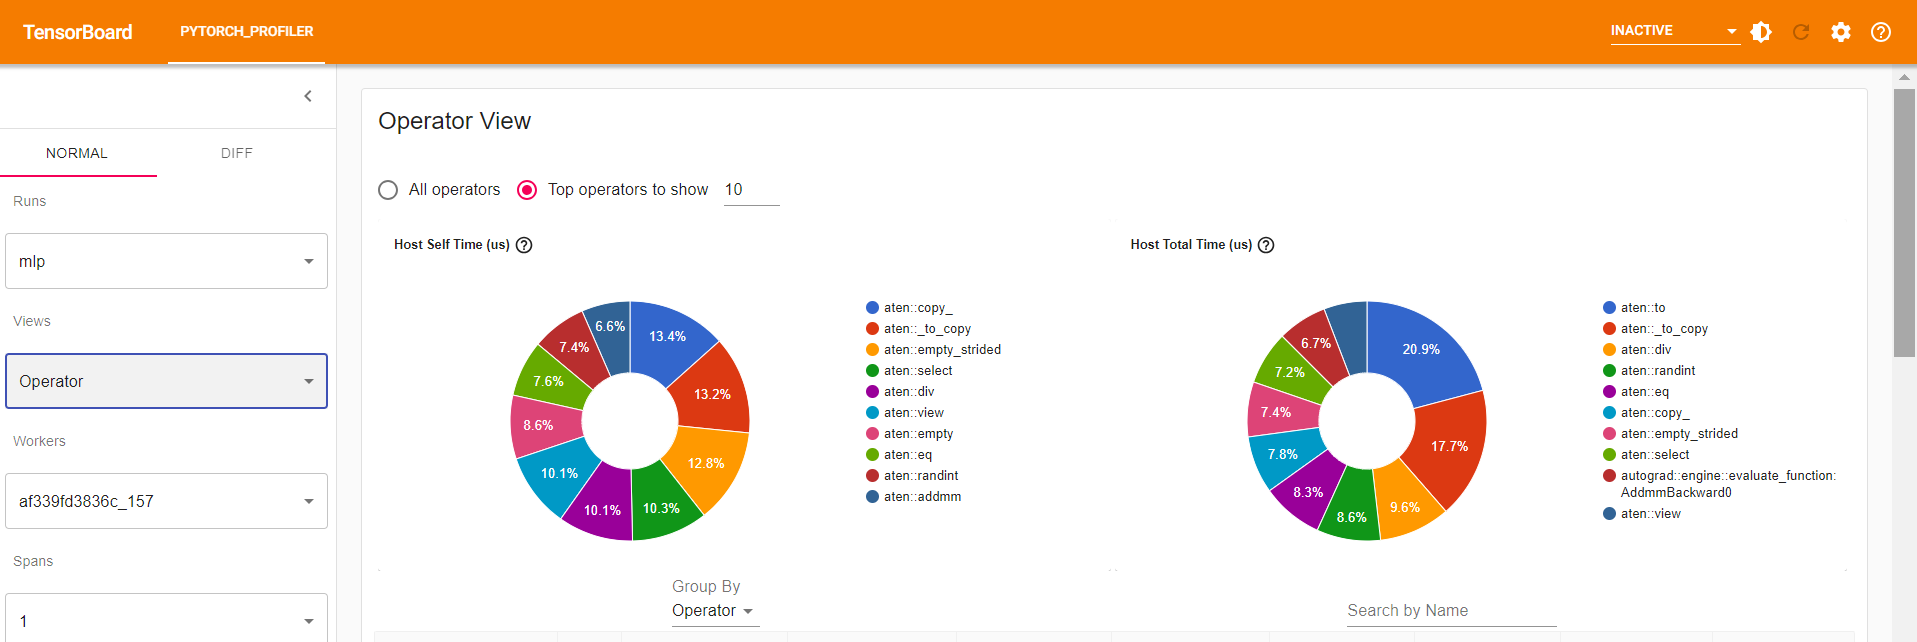 TensorBoard
PYTORCH_PROFILER
INACTIVE
NORMAL
DIFF
Runs
mlp
Views
Operator
Workers
af339fd3836c_157
Spans
1
Operator View
All operators
Top operators to show
10
Host Self Time (us)
13.4%
13.2%
12.8%
10.3%
10.1%
10.1%
8.6%
7.6%
7.4%
6.6%
aten::copy_
aten::_to_copy
aten::empty_strided
aten::select
aten::div
aten::view
aten::empty
aten::eq
aten::randint
aten::addmm
Host Total Time (us)
20.9%
17.7%
9.6%
8.6%
8.3%
7.8%
7.4%
7.2%
6.7%
aten::to
aten::_to_copy
aten::div
aten::randint
aten::eq
aten::copy_
aten::empty_strided
aten::select
autograd::engine::evaluate_function:
AddmmBackward0
aten::view
Group By
Operator
Search by Name